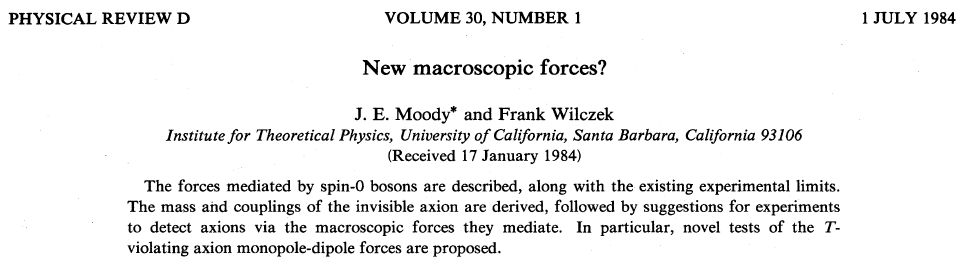 PHYSICAL REVIEW D VOLUME 30, NUMBER 1 1 JULY 1984
New macroscopic forces?
J. E. Moody* and Frank Wilczek
Institute for Theoretical Physics, University of California, Santa Barbara, California 93106
(Received 17 January 1984)
The forces mediated by spin-0 bosons are described, along with the existing experimental limits.
The mass and couplings of the invisible axion are derived, followed by suggestions for experiments
to detect axions via the macroscopic forces they mediate. In particular, novel tests of the T-
violating axion monopole-dipole forces are proposed.